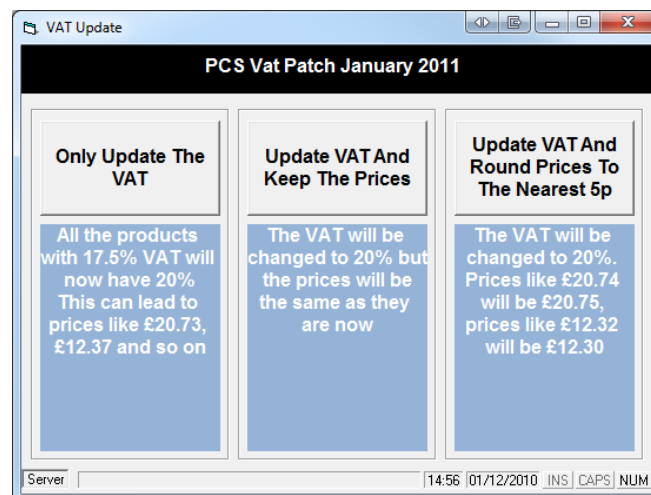 VAT Update
PCS Vat Patch January 2011
Only Update The
VAT
All the products
with 17.5% VAT will
now have 20%
This can lead to
prices like £20.73,
£12.37 and so on
Update VAT And
Keep The Prices
The VAT will be
changed to 20% but
the prices will be
the same as they
are now
Update VAT And
Round Prices To
The Nearest 5p
The VAT will be
changed to 20%.
Prices like £20.74
will be £20.75,
prices like £12.32
will be £12.30
Server 14:56 01/12/2010 INS CAPS NUM